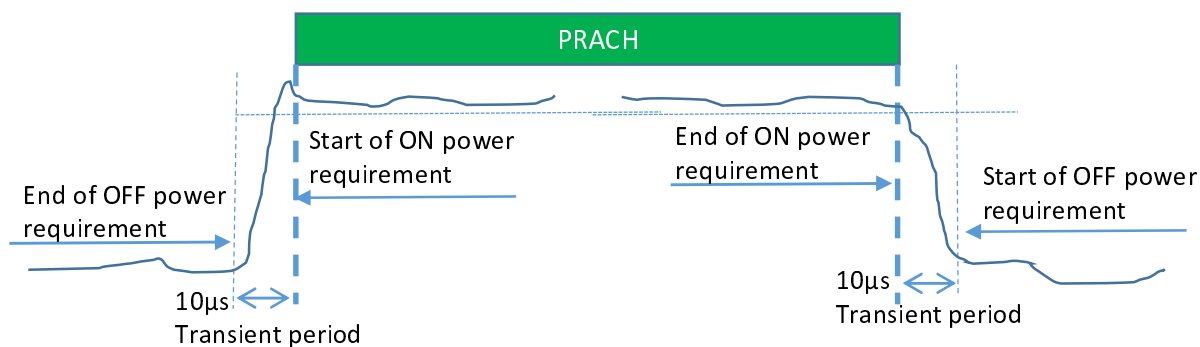 PRACH
Start of ON power
requirement
End of ON power
requirement
End of OFF power
requirement
Start of OFF power
requirement
10µs
Transient period
10µs
Transient period